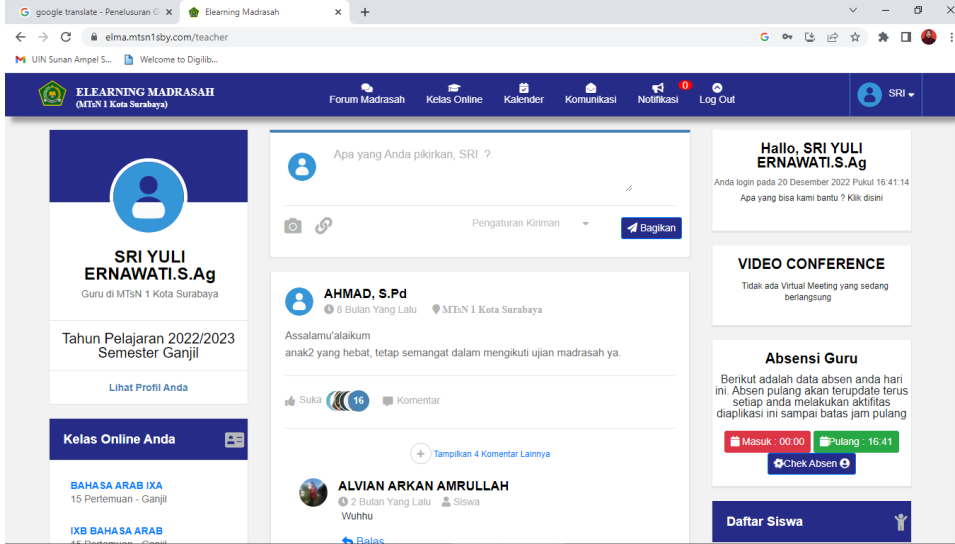 google translate - Penelusuran G
Elearning Madrasah
elma.mtsn1sby.com/teacher
UIN Sunan Ampel S...
Welcome to Digilib...
ELEARNING MADRASAH
(MTsN 1 Kota Surabaya)
Forum Madrasah
Kelas Online
Kalender
Komunikasi
Notifikasi
0
Log Out
SRI
SRI YULI
ERNAWATI.S.Ag
Guru di MTsN 1 Kota Surabaya
Tahun Pelajaran 2022/2023
Semester Ganjil
Lihat Profil Anda
Kelas Online Anda
BAHASA ARAB IXA
15 Pertemuan - Ganjil
IXB BAHASA ARAB
15 Pertemuan - Ganjil
Apa yang Anda pikirkan, SRI ?
Pengaturan Kiriman
Bagikan
AHMAD, S.Pd
8 Bulan Yang Lalu
MTsN 1 Kota Surabaya
Assalamu'alaikum
anak2 yang hebat, tetap semangat dalam mengikuti ujian madrasah ya.
Suka
16
Komentar
Tampilkan 4 Komentar Lainnya
ALVIAN ARKAN AMRULLAH
2 Bulan Yang Lalu
Siswa
Wuhhu
Balas
Hallo, SRI YULI
ERNAWATI.S.Ag
Anda login pada 20 Desember 2022 Pukul 16:41:14
Apa yang bisa kami bantu ? Klik disini
VIDEO CONFERENCE
Tidak ada Virtual Meeting yang sedang
berlangsung
Absensi Guru
Berikut adalah data absen anda hari
ini. Absen pulang akan terupdate terus
setiap anda melakukan aktifitas
diaplikasi ini sampai batas jam pulang
Masuk : 00:00
Pulang : 16:41
Chek Absen
Daftar Siswa